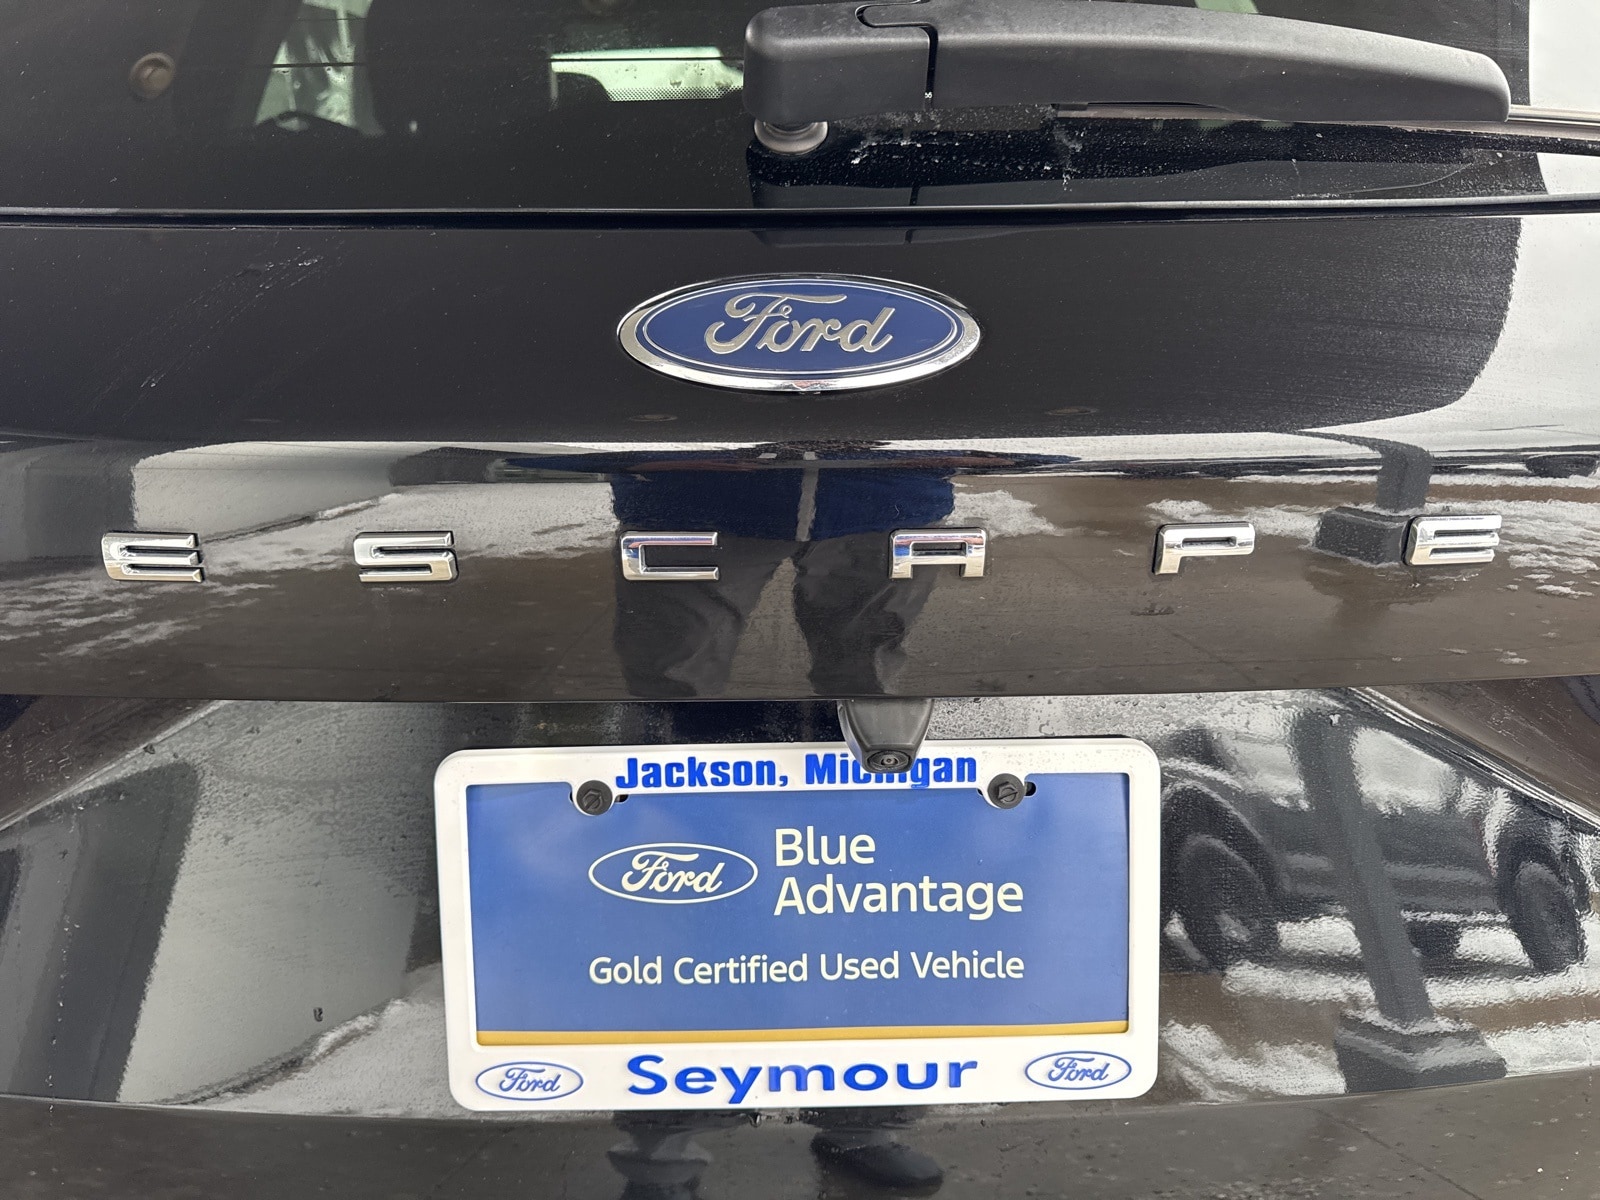 Ford
ESCAPE
Jackson, Michigan
Ford
Blue
Advantage
Gold Certified Used Vehicle
Ford Seymour Ford